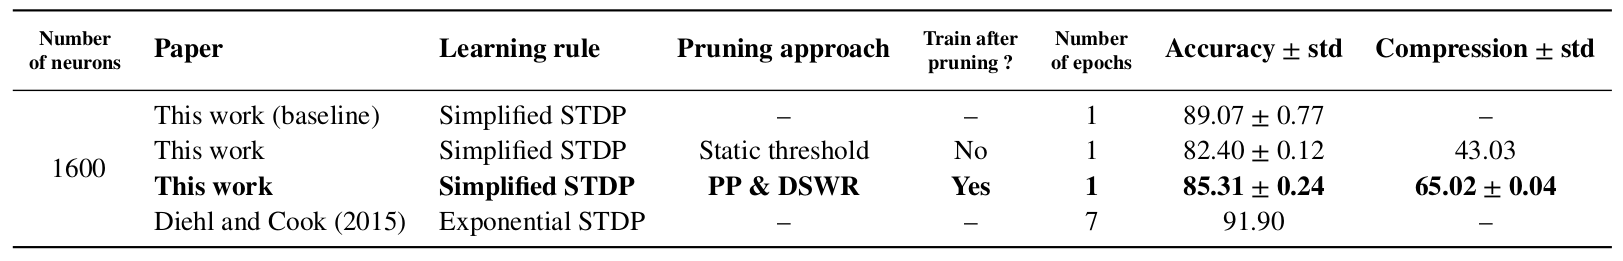 Number of neurons Paper Learning rule Pruning approach Train after pruning ? Number of epochs Accuracy ± std Compression ± std
1600
This work (baseline) Simplified STDP – – 1 89.07 ± 0.77 –
This work Simplified STDP Static threshold No 1 82.40 ± 0.12 43.03
This work Simplified STDP PP & DSWR Yes 1 85.31 ± 0.24 65.02 ± 0.04
Diehl and Cook (2015) Exponential STDP – – 7 91.90 –